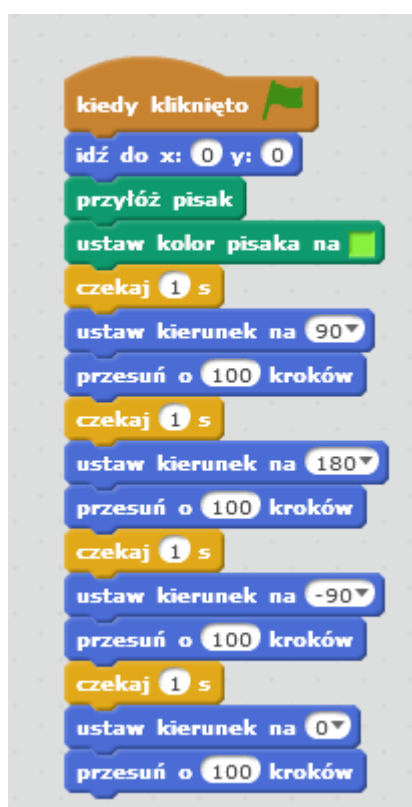 kiedy kliknięto
idź do x: 0 y: 0
przyłóż pisak
ustaw kolor pisaka na
czekaj 1 s
ustaw kierunek na 90
przesuń o 100 kroków
czekaj 1 s
ustaw kierunek na 180
przesuń o 100 kroków
czekaj 1 s
ustaw kierunek na -90
przesuń o 100 kroków
czekaj 1 s
ustaw kierunek na 0
przesuń o 100 kroków